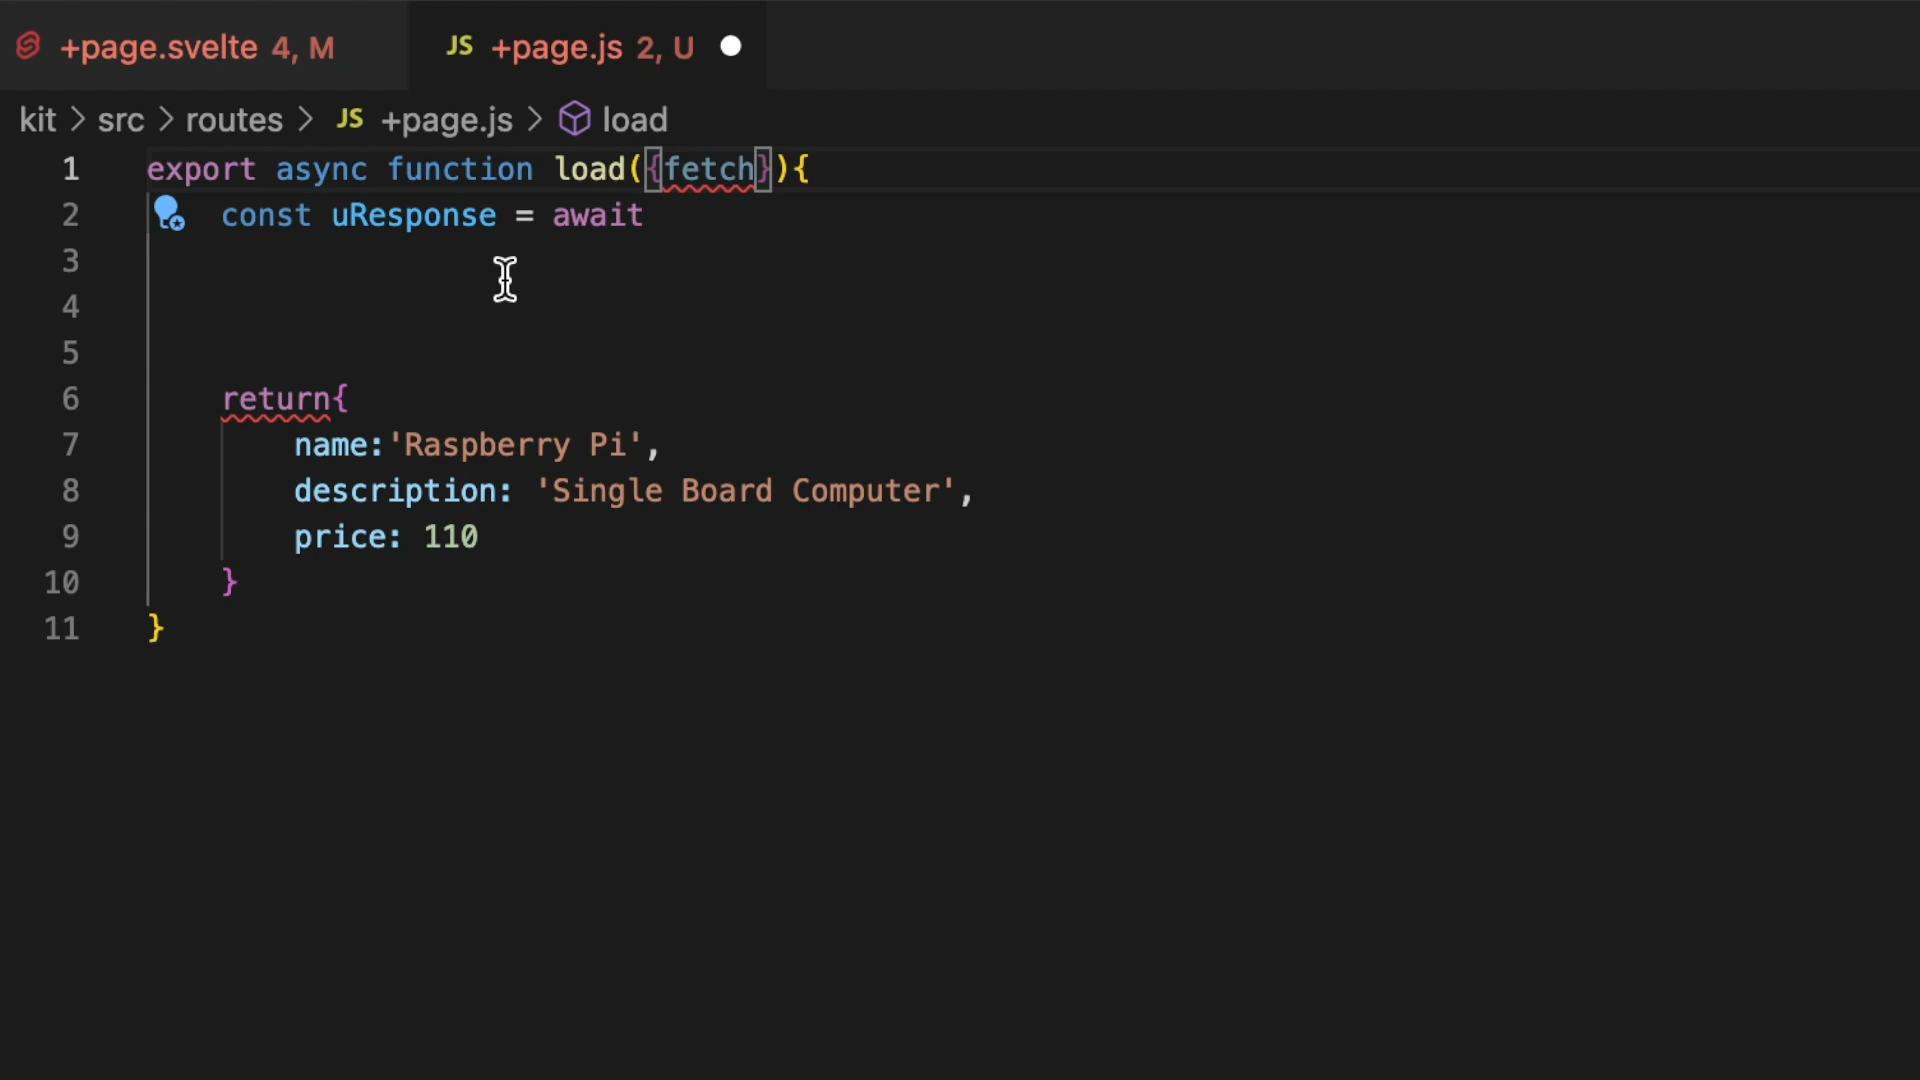 +page.svelte 4, M JS +page.js 2, U
kit > src > routes > JS +page.js > load
1 export async function load({fetch}){
2 const uResponse = await
3
4
5
6 return{
7 name:'Raspberry Pi',
8 description: 'Single Board Computer',
9 price: 110
10 }
11 }